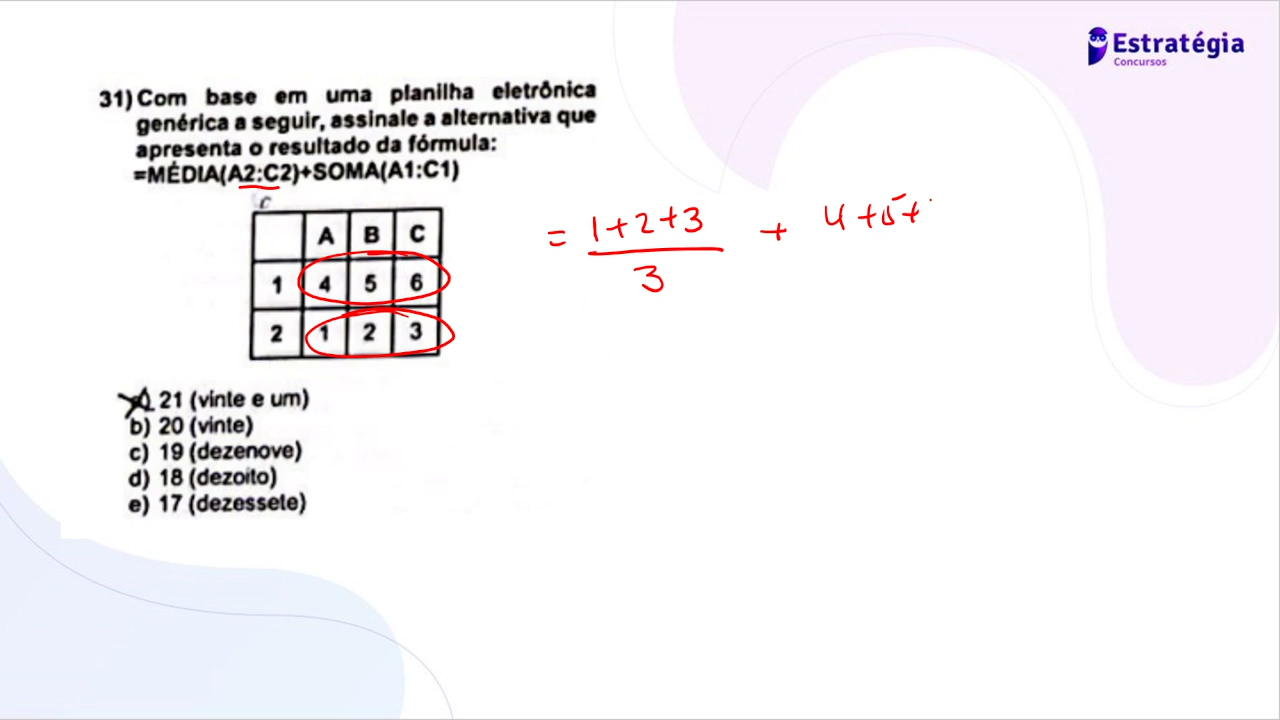 Estratégia
Concursos
31) Com base em uma planilha eletrônica
genérica a seguir, assinale a alternativa que
apresenta o resultado da fórmula:
=MÉDIA(A2:C2)+SOMA(A1:C1)
A B C
1 4 5 6
2 1 2 3
= 1+2+3 + 4+5+
3
21 (vinte e um)
b) 20 (vinte)
c) 19 (dezenove)
d) 18 (dezoito)
e) 17 (dezessete)